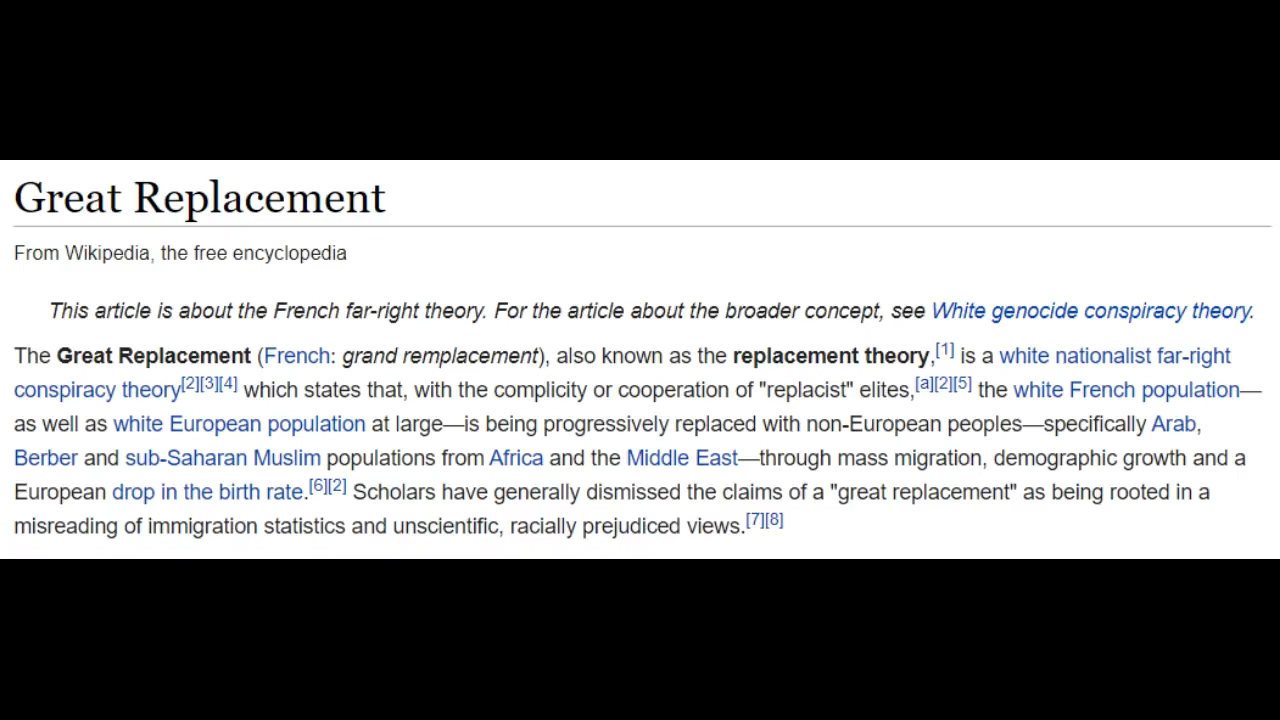 Great Replacement
From Wikipedia, the free encyclopedia
This article is about the French far-right theory. For the article about the broader concept, see White genocide conspiracy theory.
The Great Replacement (French: grand remplacement), also known as the replacement theory,[1] is a white nationalist far-right
conspiracy theory[2][3][4] which states that, with the complicity or cooperation of "replacist" elites,[a][2][5] the white French population—
as well as white European population at large—is being progressively replaced with non-European peoples—specifically Arab,
Berber and sub-Saharan Muslim populations from Africa and the Middle East—through mass migration, demographic growth and a
European drop in the birth rate.[6][2] Scholars have generally dismissed the claims of a "great replacement" as being rooted in a
misreading of immigration statistics and unscientific, racially prejudiced views.[7][8]